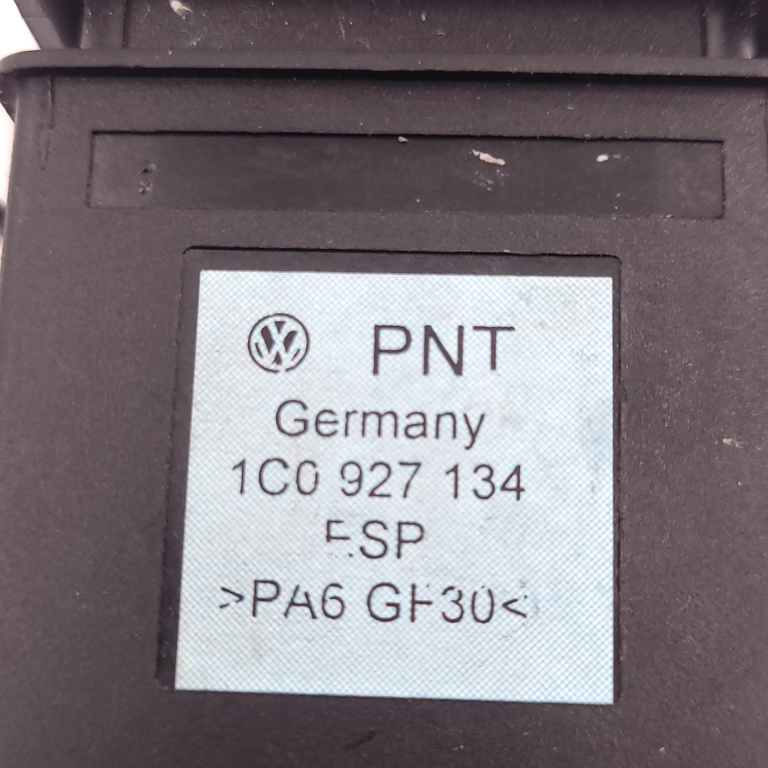 PNT
Germany
1C0 927 134
ESP
>PA6 GF30<